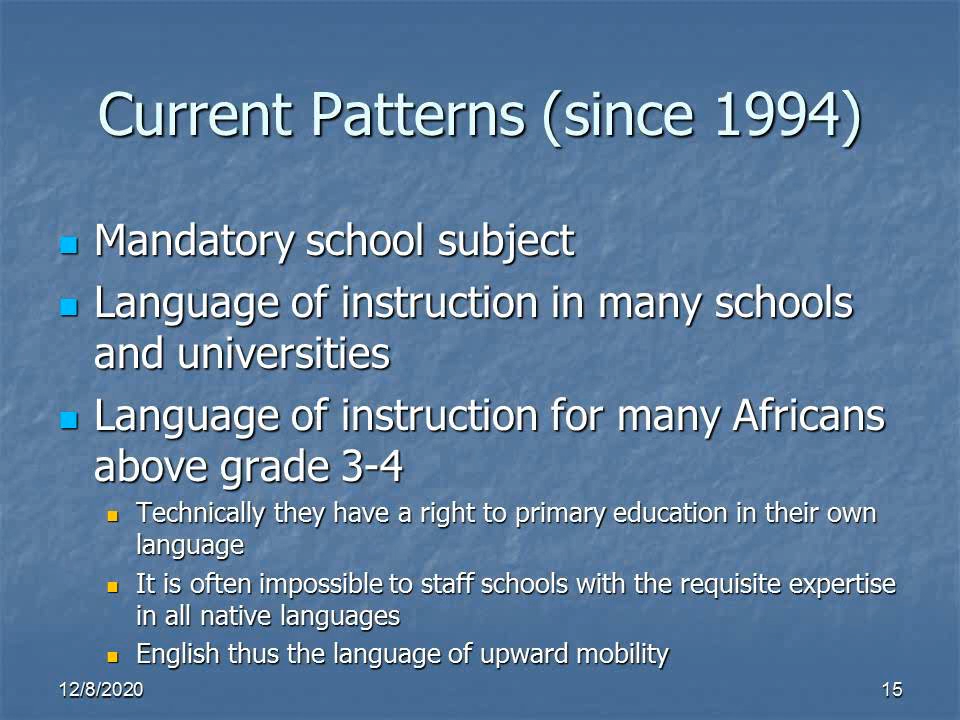 Current Patterns (since 1994)
Mandatory school subject
Language of instruction in many schools
and universities
Language of instruction for many Africans
above grade 3-4
Technically they have a right to primary education in their own
language
It is often impossible to staff schools with the requisite expertise
in all native languages
English thus the language of upward mobility
12/8/2020 15